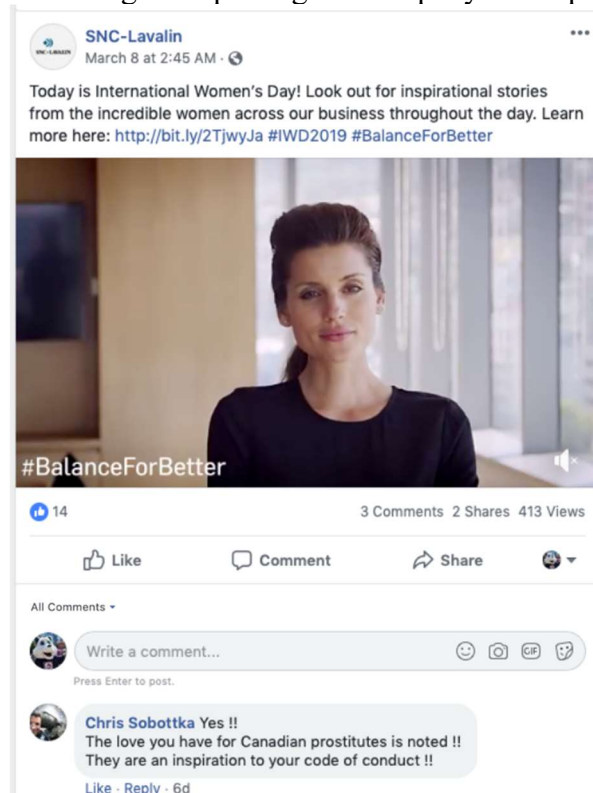 SNC-Lavalin
SNC-LAVALIN
March 8 at 2:45 AM ·
Today is International Women's Day! Look out for inspirational stories
from the incredible women across our business throughout the day. Learn
more here: http://bit.ly/2TjwyJa #IWD2019 #BalanceForBetter
#BalanceForBetter
14
3 Comments 2 Shares 413 Views
Like Comment Share
All Comments
Write a comment...
GIF
Press Enter to post.
Chris Sobottka Yes !!
The love you have for Canadian prostitutes is noted !!
They are an inspiration to your code of conduct !!
Like · Reply · 6d